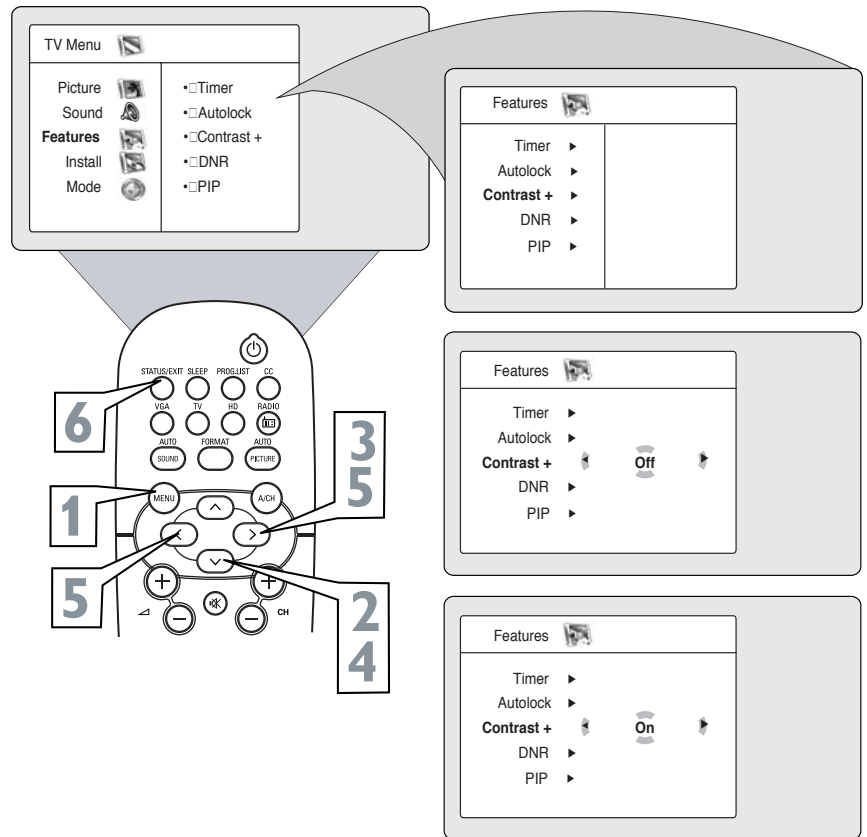 TV Menu
Picture
Sound
Features
Install
Mode
•□Timer
•□Autolock
•□Contrast +
•□DNR
•□PIP
Features
Timer
Autolock
Contrast +
DNR
PIP
Features
Timer
Autolock
Contrast + Off
DNR
PIP
Features
Timer
Autolock
Contrast + On
DNR
PIP
STATUS/EXIT SLEEP PROG.LIST CC
VGA TV HD RADIO
AUTO FORMAT AUTO
SOUND PICTURE
MENU A/CH
CH
6
1
5
3
5
2
4